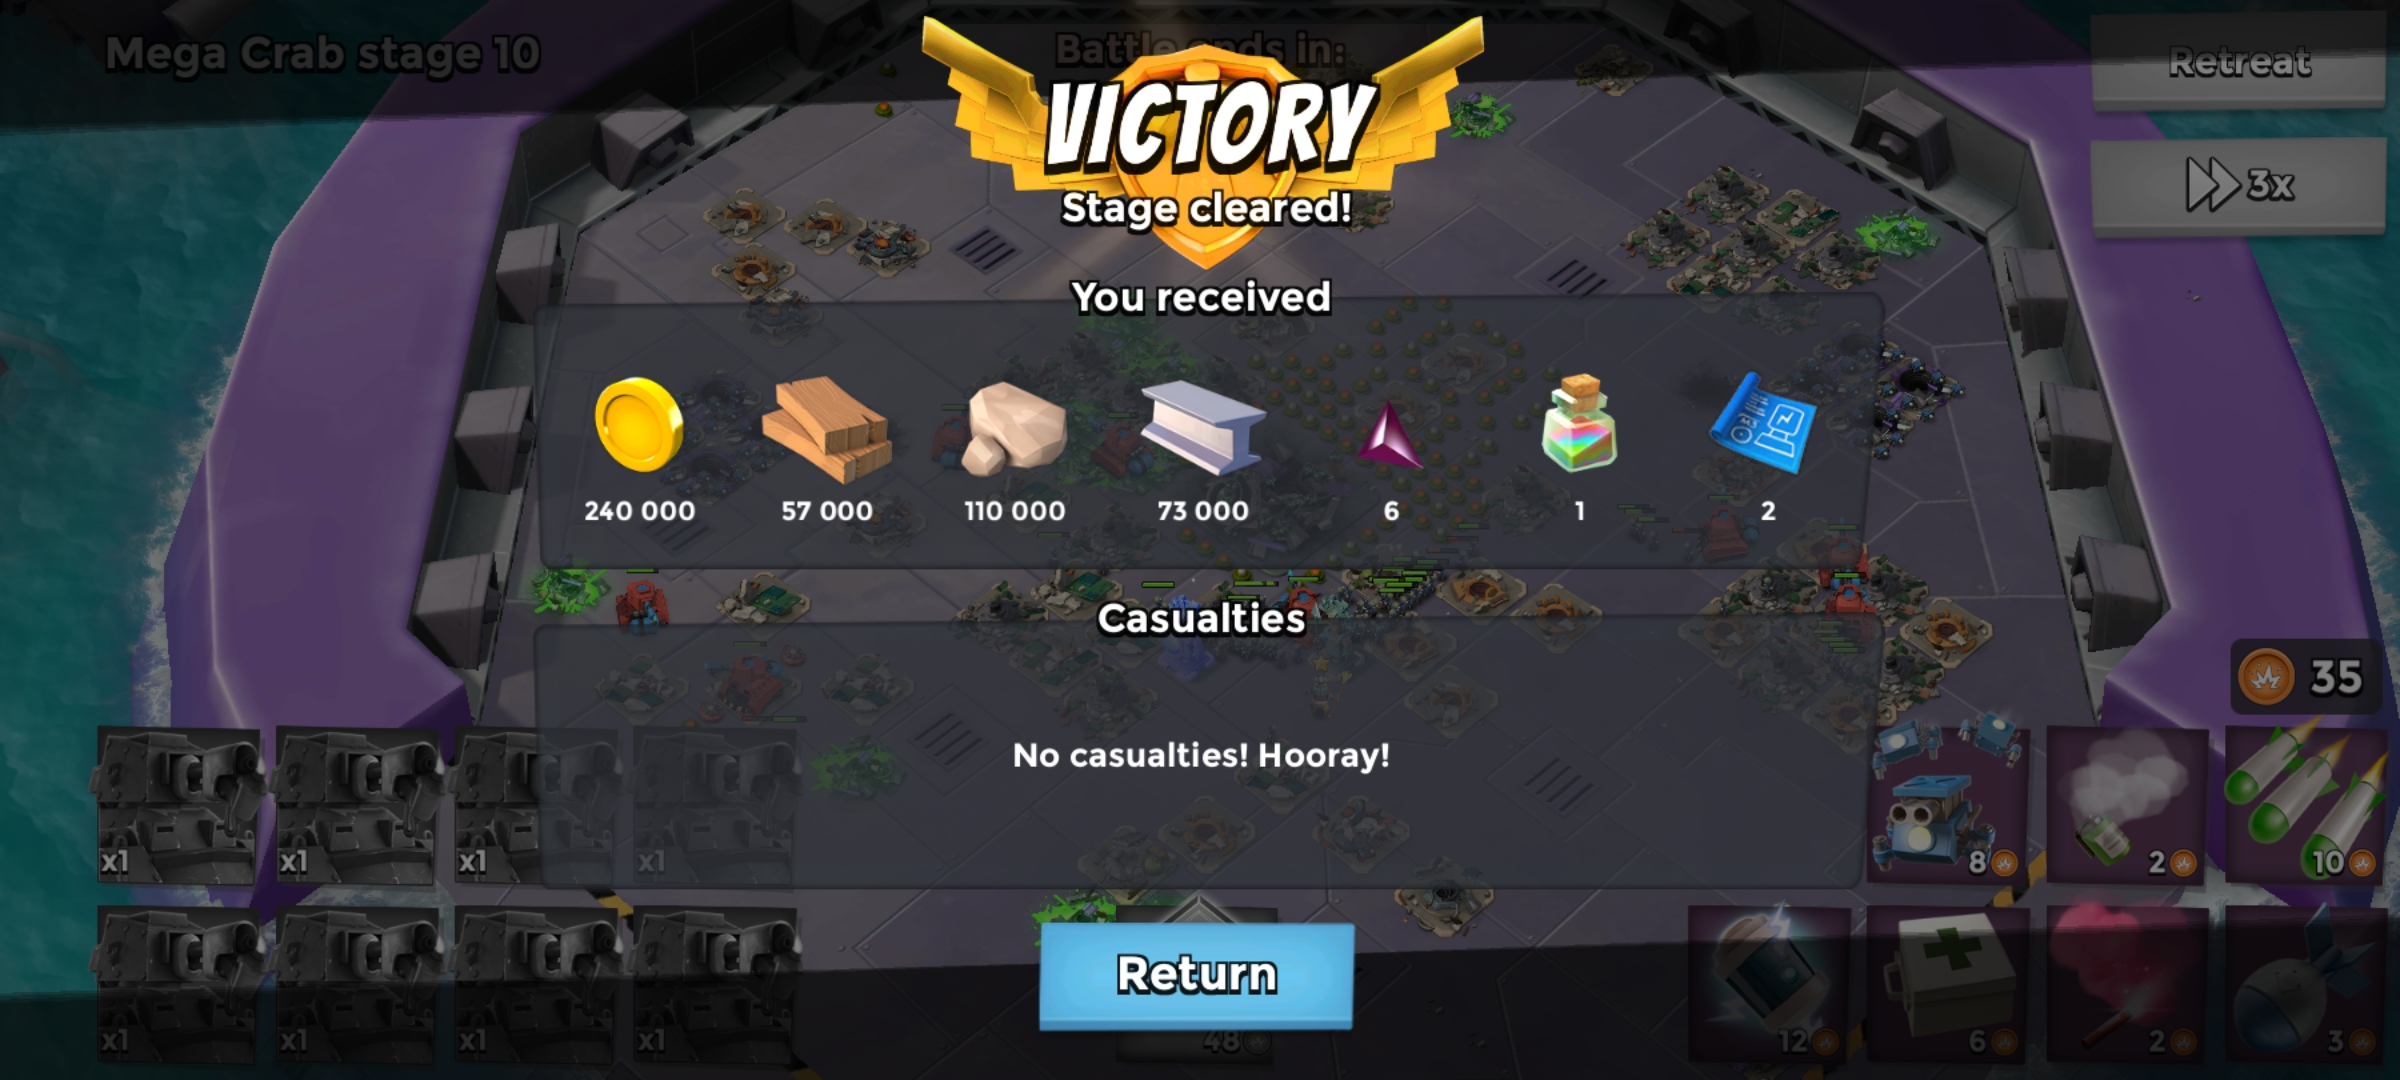 Mega Crab stage 10
Battle ends in:
Retreat
VICTORY
Stage cleared!
3x
You received
240 000
57 000
110 000
73 000
6
1
2
Casualties
No casualties! Hooray!
35
x1
x1
x1
x1
8
2
10
Return
x1
x1
x1
x1
48
12
6
2
3